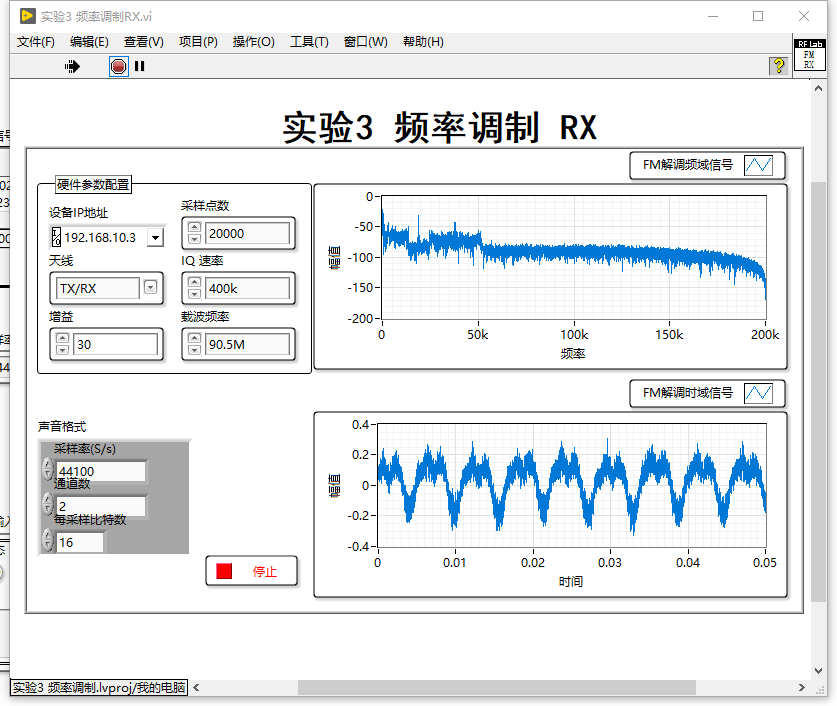 实验3 频率调制RX.vi
文件(F) 编辑(E) 查看(V) 项目(P) 操作(O) 工具(T) 窗口(W) 帮助(H)
RF Lab
FM
RX
实验3 频率调制 RX
硬件参数配置
设备IP地址
192.168.10.3
采样点数
20000
天线
TX/RX
IQ 速率
400k
增益
30
载波频率
90.5M
FM解调频域信号
幅值
0
-50
-100
-150
-200
0 50k 100k 150k 200k
频率
声音格式
采样率(S/s)
44100
通道数
2
每采样比特数
16
停止
FM解调时域信号
幅值
0.4
0.2
0
-0.2
-0.4
0 0.01 0.02 0.03 0.04 0.05
时间
实验3 频率调制.lvproj/我的电脑